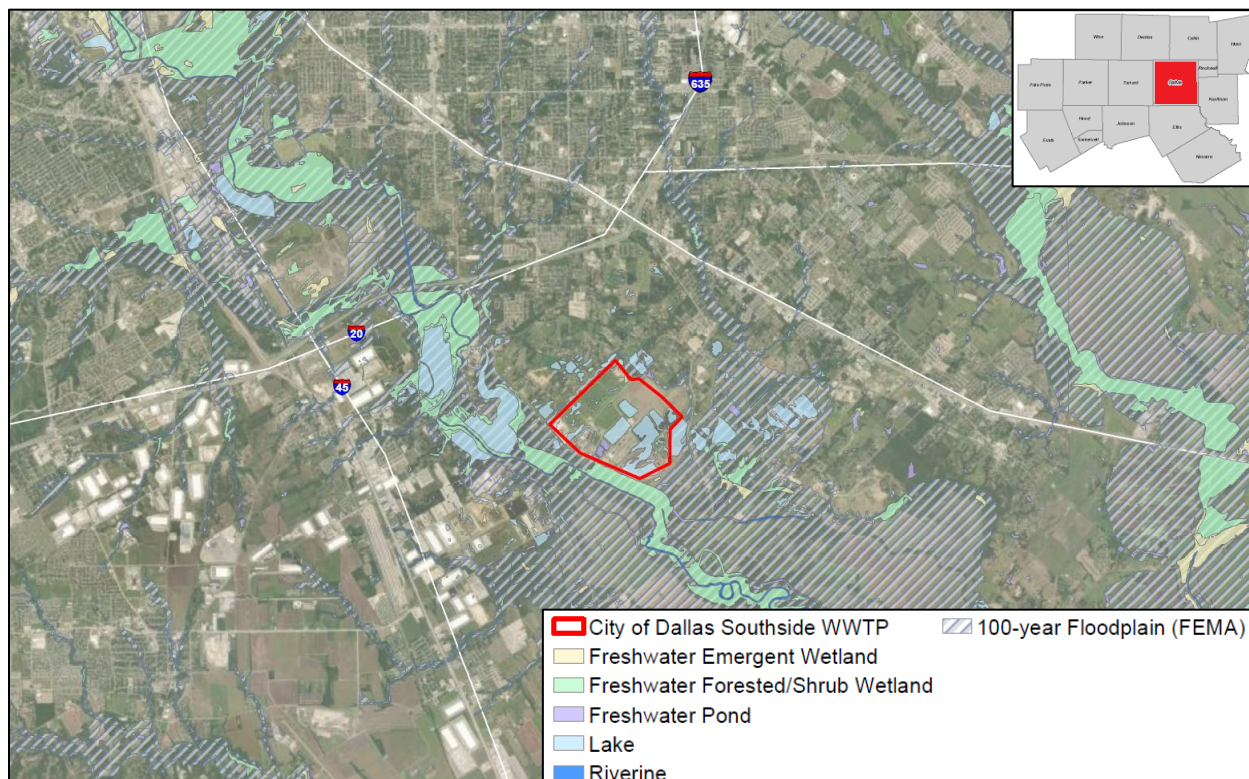 Wise
Denton
Collin
Hunt
Palo Pinto
Parker
Tarrant
Dallas
Rockwall
Kaufman
Hood
Johnson
Ellis
Erath
Somervell
Navarro
635
20
45
City of Dallas Southside WWTP
100-year Floodplain (FEMA)
Freshwater Emergent Wetland
Freshwater Forested/Shrub Wetland
Freshwater Pond
Lake
Riverine